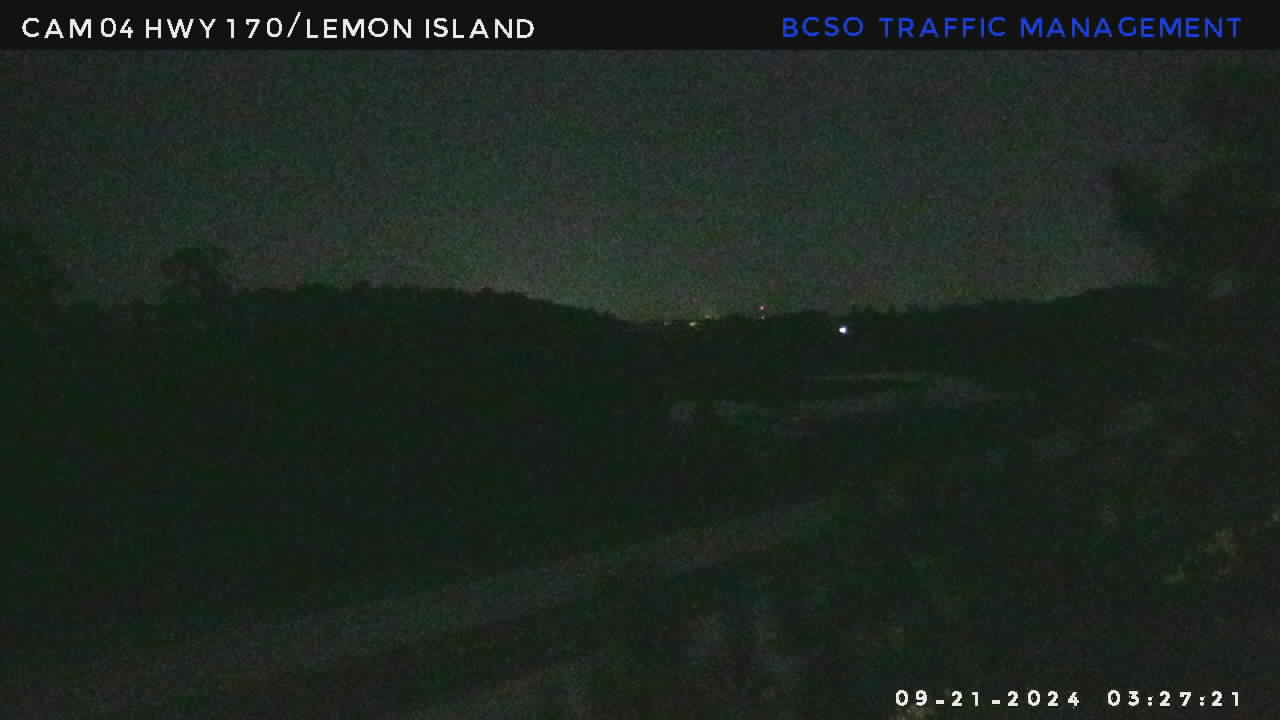 CAM04 HWY 170/LEMON ISLAND
BCSO TRAFFIC MANAGEMENT
09-21-2024 03:27:21